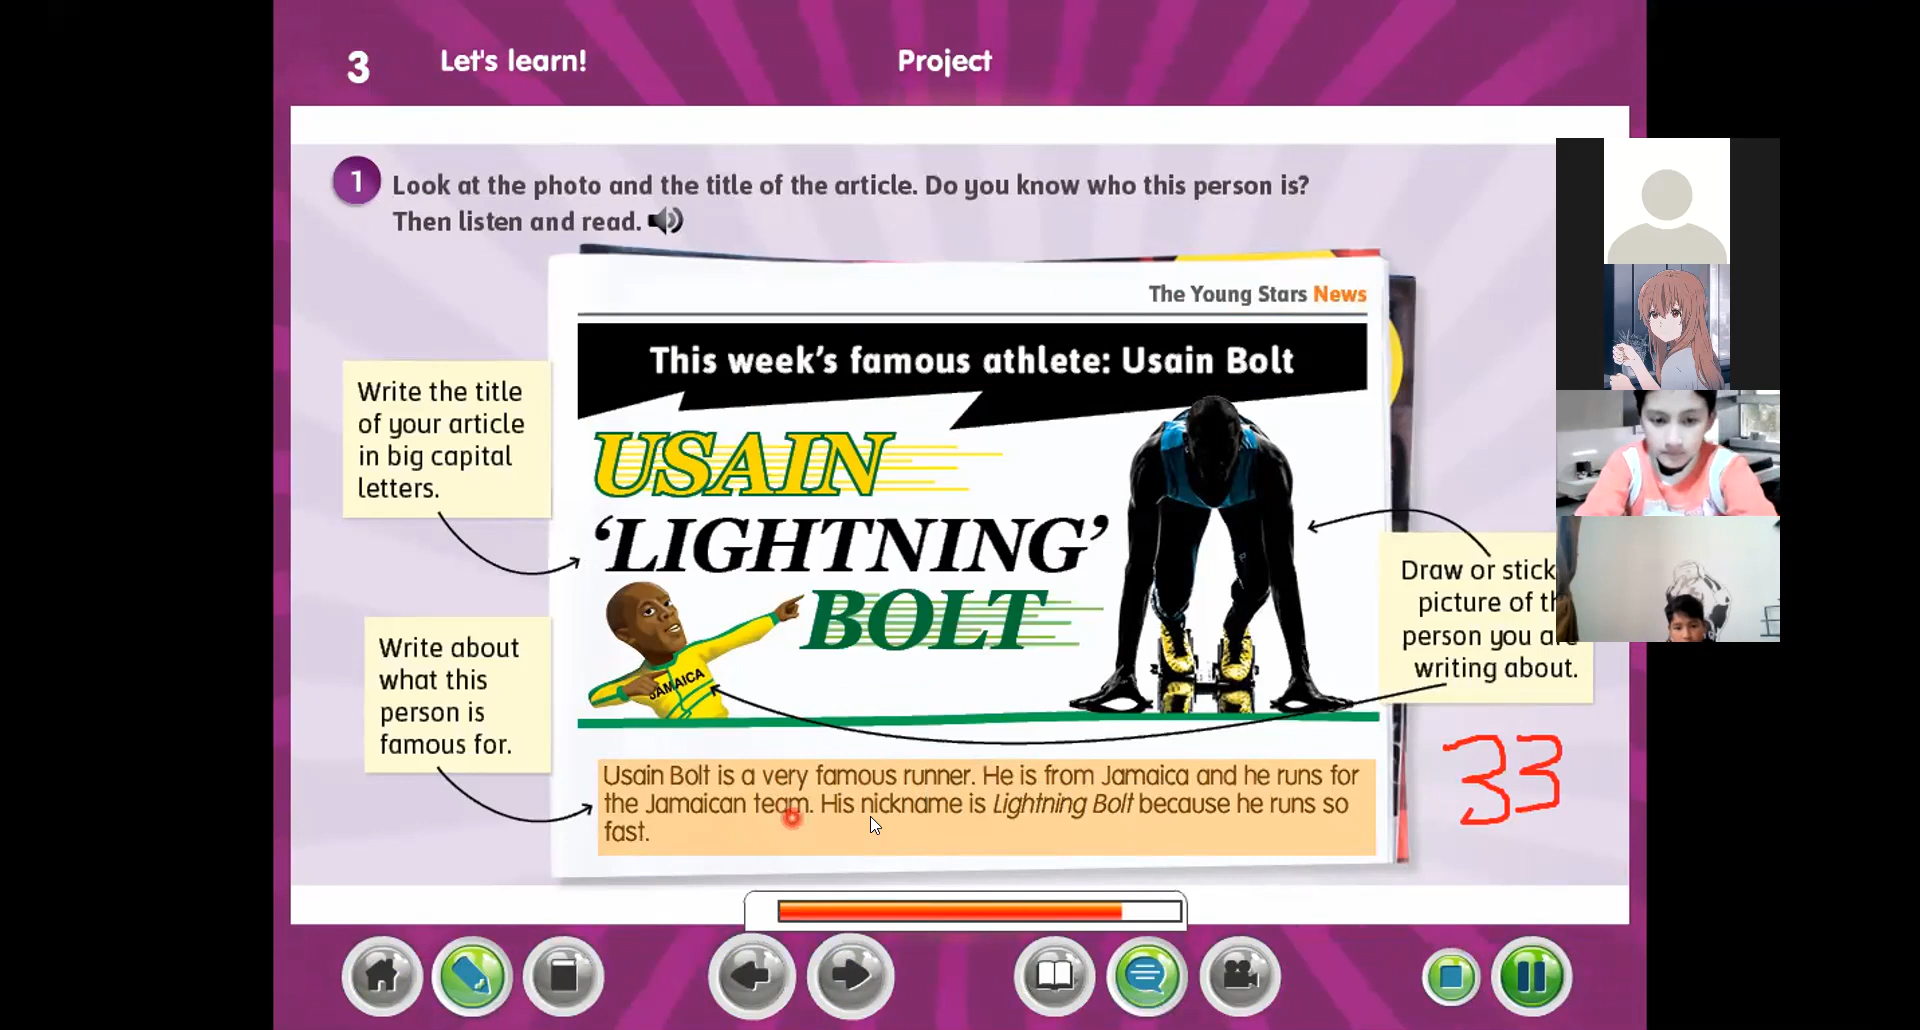 3 Let's learn! Project
1 Look at the photo and the title of the article. Do you know who this person is?
Then listen and read.
The Young Stars News
This week's famous athlete: Usain Bolt
USAIN
'LIGHTNING'
BOLT
JAMAICA
Write the title
of your article
in big capital
letters.
Write about
what this
person is
famous for.
Draw or stick
picture of th
person you are
writing about.
Usain Bolt is a very famous runner. He is from Jamaica and he runs for
the Jamaican team. His nickname is Lightning Bolt because he runs so
fast.
33